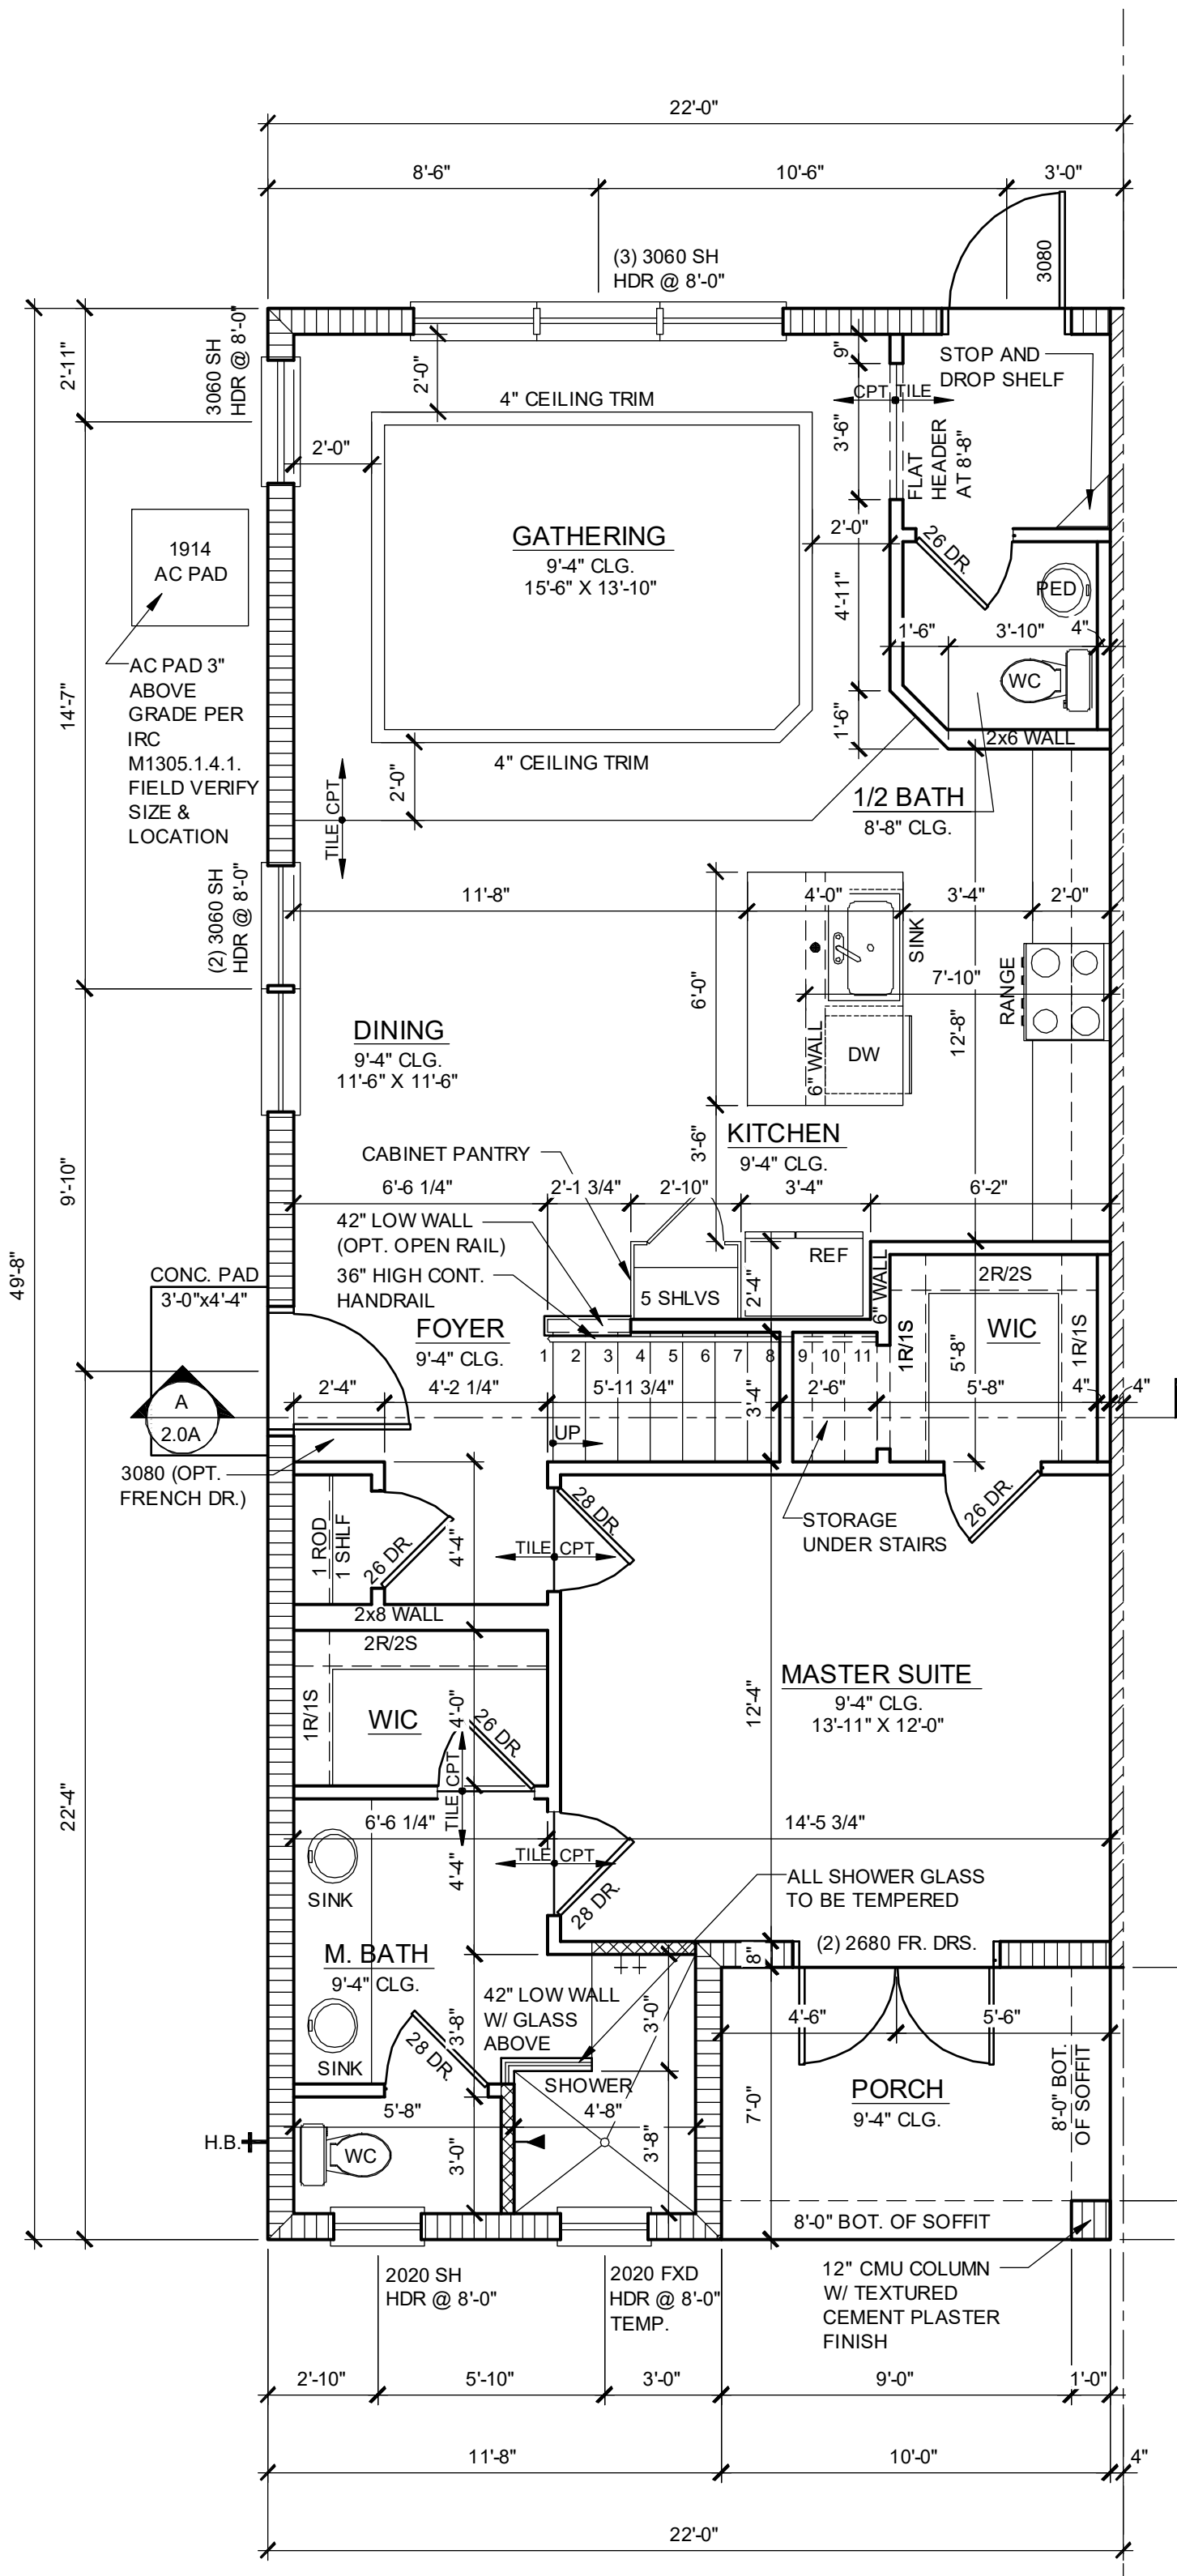 22'-0"
8'-6"
10'-6"
3'-0"
(3) 3060 SH
HDR @ 8'-0"
3080
3060 SH
HDR @ 8'-0"
2'-11"
2'-0"
9"
STOP AND
DROP SHELF
4" CEILING TRIM
CPT
TILE
3'-6"
FLAT
HEADER
AT 8'-8"
2'-0"
GATHERING
9'-4" CLG.
15'-6" X 13'-10"
2'-0"
26 DR.
1914
AC PAD
PED
4'-11"
1'-6"
3'-10"
4"
AC PAD 3"
ABOVE
GRADE PER
IRC
M1305.1.4.1.
FIELD VERIFY
SIZE &
LOCATION
14'-7"
WC
1'-6"
2x6 WALL
4" CEILING TRIM
2'-0"
TILE
CPT
1/2 BATH
8'-8" CLG.
(2) 3060 SH
HDR @ 8'-0"
11'-8"
4'-0"
3'-4"
2'-0"
SINK
6'-0"
7'-10"
RANGE
12'-8"
DINING
9'-4" CLG.
11'-6" X 11'-6"
6" WALL
DW
3'-6"
KITCHEN
9'-4" CLG.
CABINET PANTRY
9'-10"
6'-6 1/4"
2'-1 3/4"
2'-10"
3'-4"
6'-2"
42" LOW WALL
(OPT. OPEN RAIL)
36" HIGH CONT.
HANDRAIL
REF
2'-4"
5 SHLVS
6" WALL
2R/2S
49'-8"
CONC. PAD
3'-0"x4'-4"
FOYER
9'-4" CLG.
1 2 3 4 5 6 7 8 9 10 11
1R/1S
5'-8"
WIC
1R/1S
2'-4"
4'-2 1/4"
5'-11 3/4"
3'-4"
2'-6"
5'-8"
4"
4"
A
2.0A
UP
3080 (OPT.
FRENCH DR.)
1 ROD
1 SHLF
26 DR.
4'-4"
28 DR.
TILE
CPT
26 DR.
STORAGE
UNDER STAIRS
2x8 WALL
2R/2S
1R/1S
WIC
4'-0"
26 DR.
TILE
CPT
MASTER SUITE
9'-4" CLG.
13'-11" X 12'-0"
12'-4"
22'-4"
6'-6 1/4"
14'-5 3/4"
4'-4"
TILE
CPT
28 DR.
SINK
ALL SHOWER GLASS
TO BE TEMPERED
M. BATH
9'-4" CLG.
8"
(2) 2680 FR. DRS.
42" LOW WALL
W/ GLASS
ABOVE
3'-0"
4'-6"
5'-6"
SINK
28 DR.
3'-8"
SHOWER
8'-0" BOT.
OF SOFFIT
PORCH
9'-4" CLG.
7'-0"
5'-8"
4'-8"
H.B.
WC
3'-0"
3'-8"
8'-0" BOT. OF SOFFIT
2020 SH
HDR @ 8'-0"
2020 FXD
HDR @ 8'-0"
TEMP.
12" CMU COLUMN
W/ TEXTURED
CEMENT PLASTER
FINISH
2'-10"
5'-10"
3'-0"
9'-0"
1'-0"
11'-8"
10'-0"
4"
22'-0"